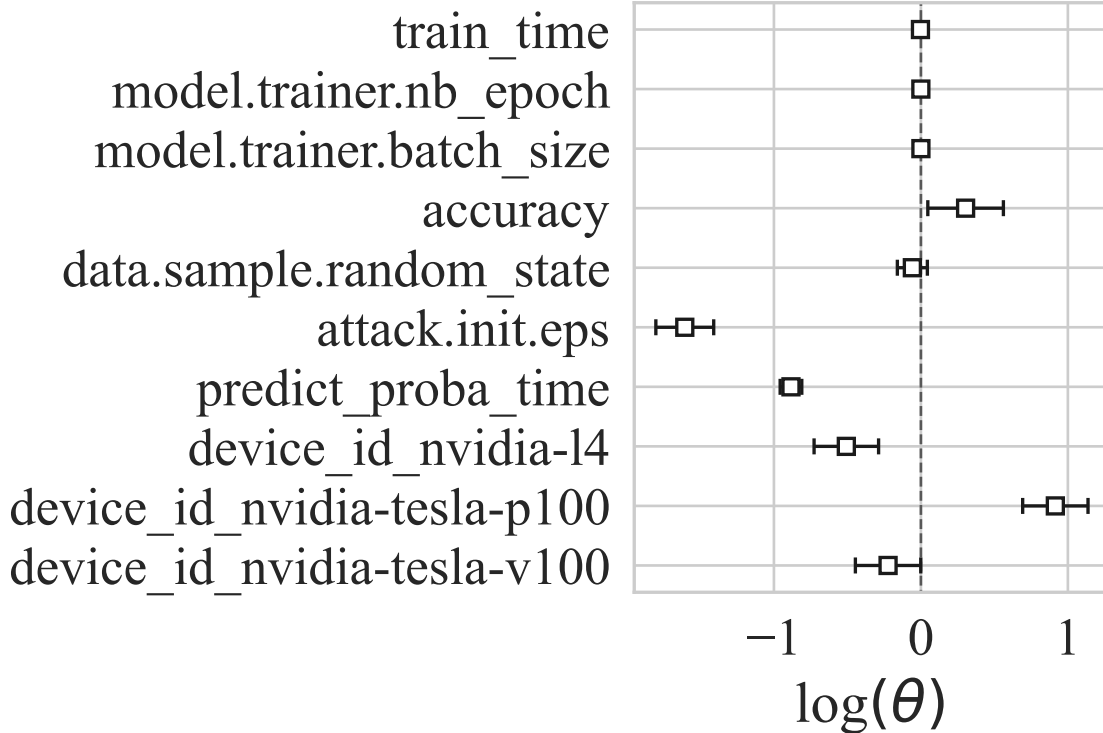 train_time
model.trainer.nb_epoch
model.trainer.batch_size
accuracy
data.sample.random_state
attack.init.eps
predict_proba_time
device_id_nvidia-l4
device_id_nvidia-tesla-p100
device_id_nvidia-tesla-v100
−1 0 1
log(θ)